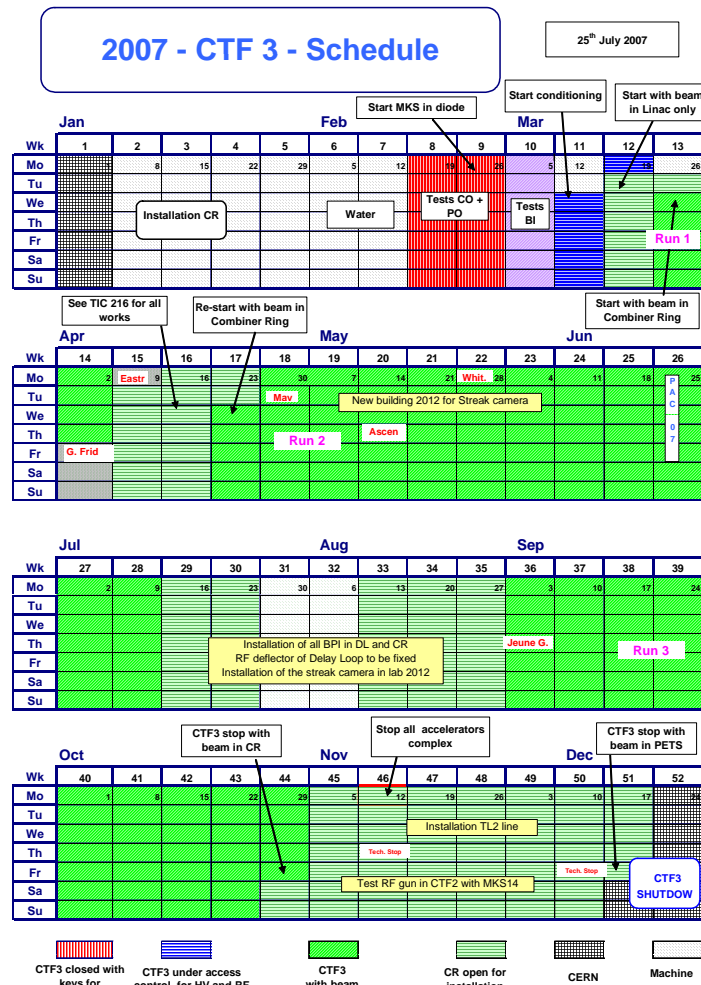 2007 - CTF 3 - Schedule
25th July 2007
Start MKS in diode
Start conditioning
Start with beam
in Linac only
Jan Feb Mar
Wk 1 2 3 4 5 6 7 8 9 10 11 12 13
Mo 1 8 15 22 29 5 12 19 26 5 12 19 26
Tu
We
Th
Fr
Sa
Su
Installation CR
Water
Tests CO +
PO
Tests
BI
Run 1
See TIC 216 for all
works
Re-start with beam in
Combiner Ring
Start with beam in
Combiner Ring
Apr May Jun
Wk 14 15 16 17 18 19 20 21 22 23 24 25 26
Mo 2 Eastr 9 16 23 30 7 14 21 Whit. 28 4 11 18 25
Tu
We
Th
Fr
Sa
Su
May
New building 2012 for Streak camera
Run 2
Ascen
G. Frid
PAC 07
Jul Aug Sep
Wk 27 28 29 30 31 32 33 34 35 36 37 38 39
Mo 2 9 16 23 30 6 13 20 27 3 10 17 24
Tu
We
Th
Fr
Sa
Su
Installation of all BPI in DL and CR
RF deflector of Delay Loop to be fixed
Installation of the streak camera in lab 2012
Jeune G.
Run 3
CTF3 stop with
beam in CR
Stop all accelerators
complex
CTF3 stop with
beam in PETS
Oct Nov Dec
Wk 40 41 42 43 44 45 46 47 48 49 50 51 52
Mo 1 8 15 22 29 5 12 19 26 3 10 17 24
Tu
We
Th
Fr
Sa
Su
Installation TL2 line
Tech. Stop
Tech. Stop
Test RF gun in CTF2 with MKS14
CTF3
SHUTDOW
CTF3 closed with
keys for
CTF3 under access
control for HV and RF
CTF3
with beam
CR open for
installation
CERN
Machine